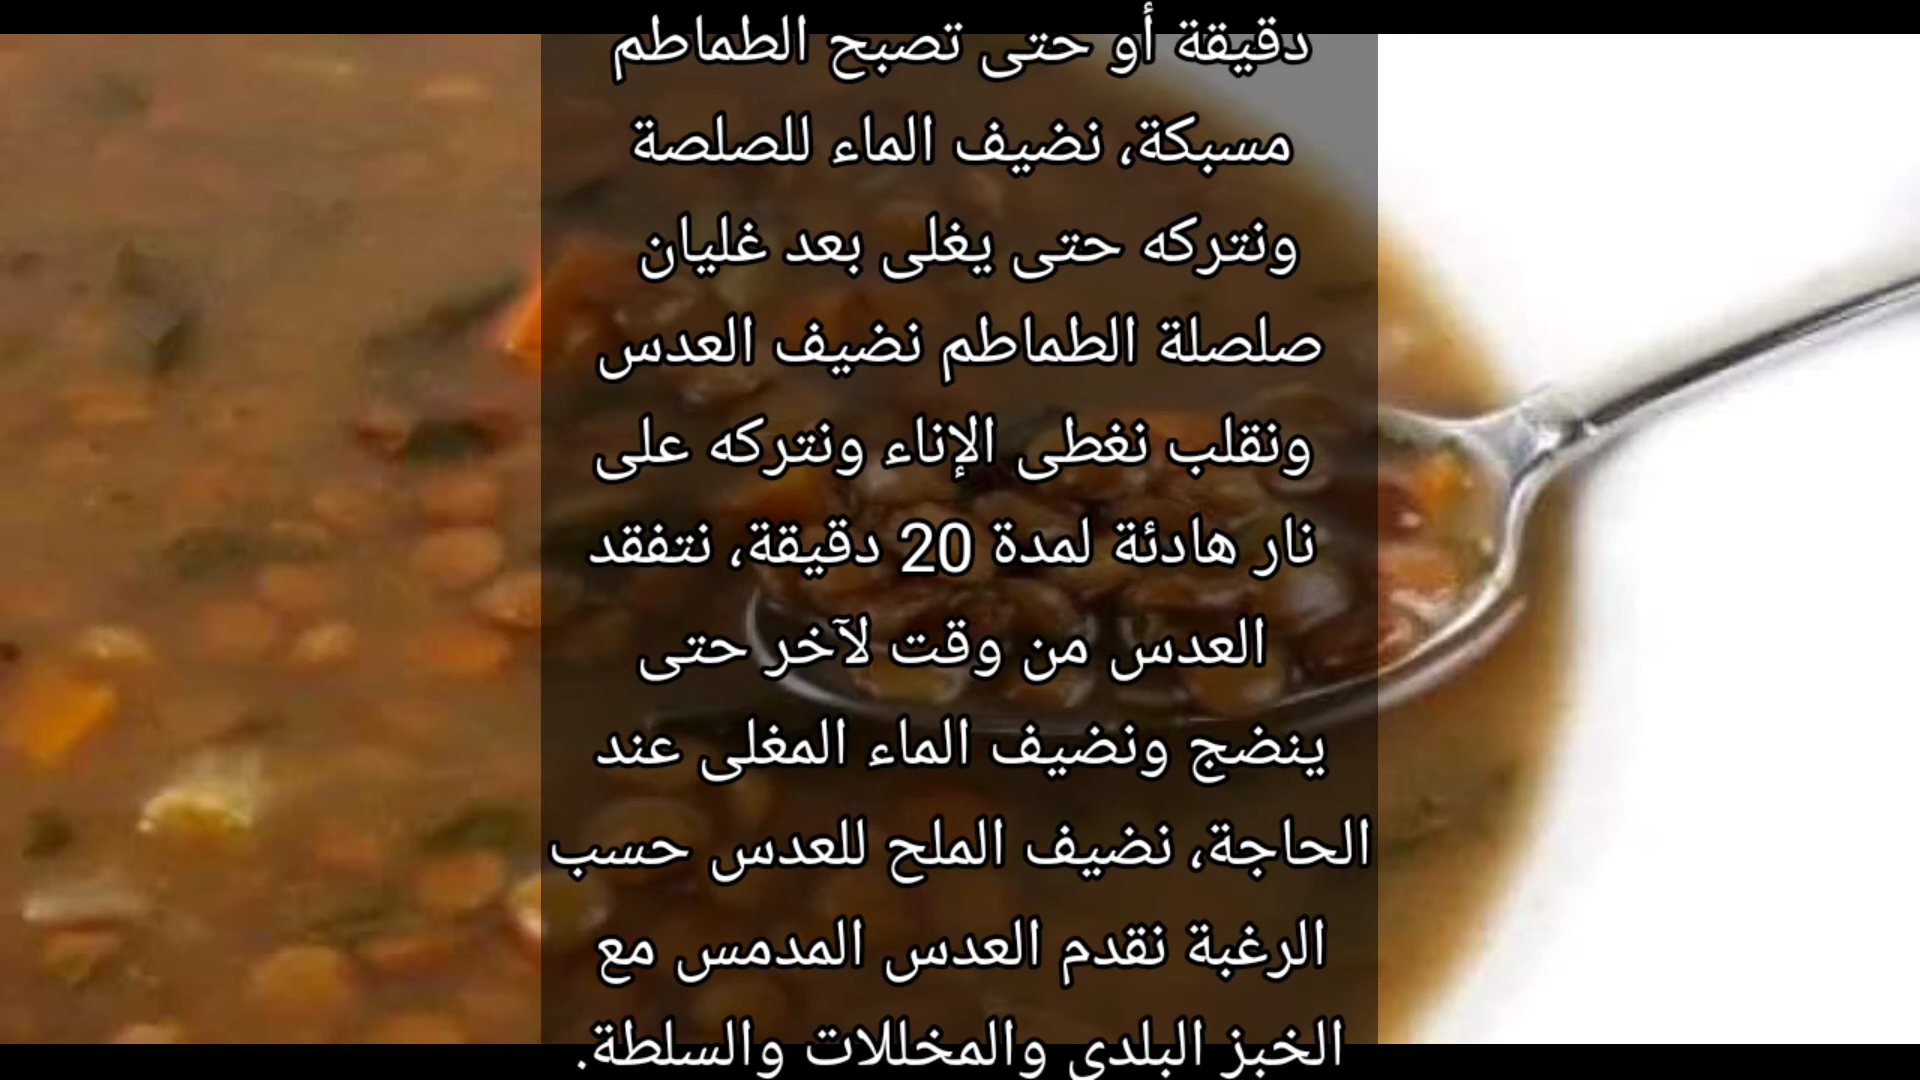 دقيقة أو حتى تصبح الطماطم
مسبكة، نضيف الماء للصلصة
ونتركه حتى يغلى بعد غليان
صلصلة الطماطم نضيف العدس
ونقلب نغطى الإناء ونتركه على
نار هادئة لمدة 20 دقيقة، نتفقد
العدس من وقت لآخر حتى
ينضج ونضيف الماء المغلى عند
الحاجة، نضيف الملح للعدس حسب
الرغبة نقدم العدس المدمس مع
الخبز البلدى والمخللات والسلطة.